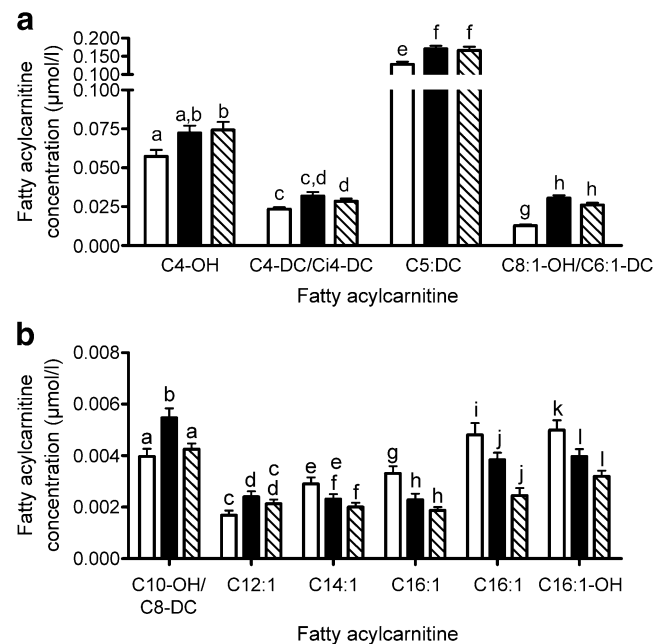 a
Fatty acylcarnitine
concentration (µmol/l)
0.200
0.150
0.100
0.100
0.075
0.050
0.025
0.000
a
a,b
b
c
c,d
d
e
f
f
g
h
h
C4-OH
C4-DC/Ci4-DC
C5:DC
C8:1-OH/C6:1-DC
Fatty acylcarnitine
b
Fatty acylcarnitine
concentration (µmol/l)
0.008
0.006
0.004
0.002
0.000
a
b
a
c
d
c
d
e
e
f
f
g
h
h
i
j
j
k
l
l
C10-OH/
C8-DC
C12:1
C14:1
C16:1
C16:1
C16:1-OH
Fatty acylcarnitine